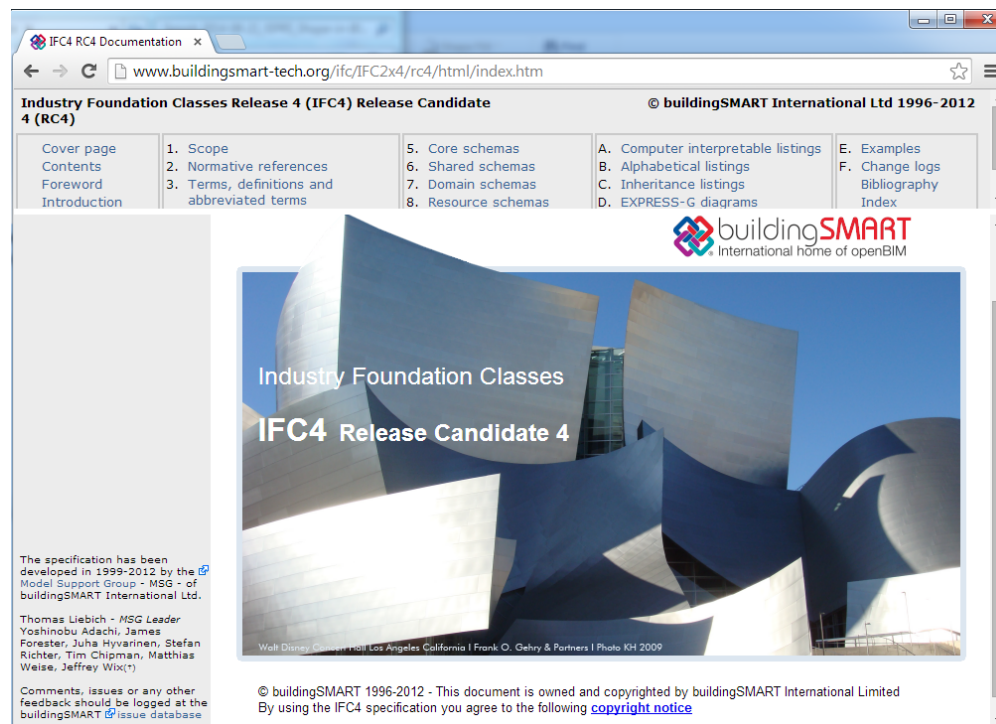 IFC4 RC4 Documentation
www.buildingsmart-tech.org/ifc/IFC2x4/rc4/html/index.htm
Industry Foundation Classes Release 4 (IFC4) Release Candidate
4 (RC4)
© buildingSMART International Ltd 1996-2012
Cover page
Contents
Foreword
Introduction
1. Scope
2. Normative references
3. Terms, definitions and
abbreviated terms
5. Core schemas
6. Shared schemas
7. Domain schemas
8. Resource schemas
A. Computer interpretable listings
B. Alphabetical listings
C. Inheritance listings
D. EXPRESS-G diagrams
E. Examples
F. Change logs
Bibliography
Index
buildingSMART
International home of openBIM
Industry Foundation Classes
IFC4 Release Candidate 4
Walt Disney Concert Hall Los Angeles California I Frank O. Gehry & Partners I Photo KH 2009
The specification has been
developed in 1999-2012 by the
Model Support Group - MSG - of
buildingSMART International Ltd.
Thomas Liebich - MSG Leader
Yoshinobu Adachi, James
Forester, Juha Hyvarinen, Stefan
Richter, Tim Chipman, Matthias
Weise, Jeffrey Wix(†)
Comments, issues or any other
feedback should be logged at the
buildingSMART issue database
© buildingSMART 1996-2012 - This document is owned and copyrighted by buildingSMART International Limited
By using the IFC4 specification you agree to the following copyright notice